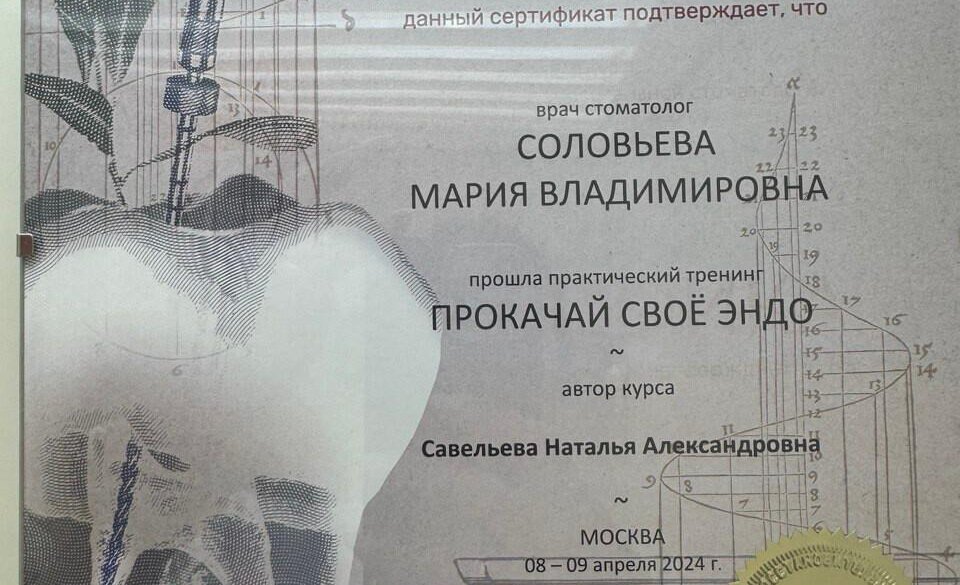 данный сертификат подтверждает, что
врач стоматолог
СОЛОВЬЕВА
МАРИЯ ВЛАДИМИРОВНА
прошла практический тренинг
ПРОКАЧАЙ СВОЁ ЭНДО
~
автор курса
Савельева Наталья Александровна
~
МОСКВА
08 – 09 апреля 2024 г.